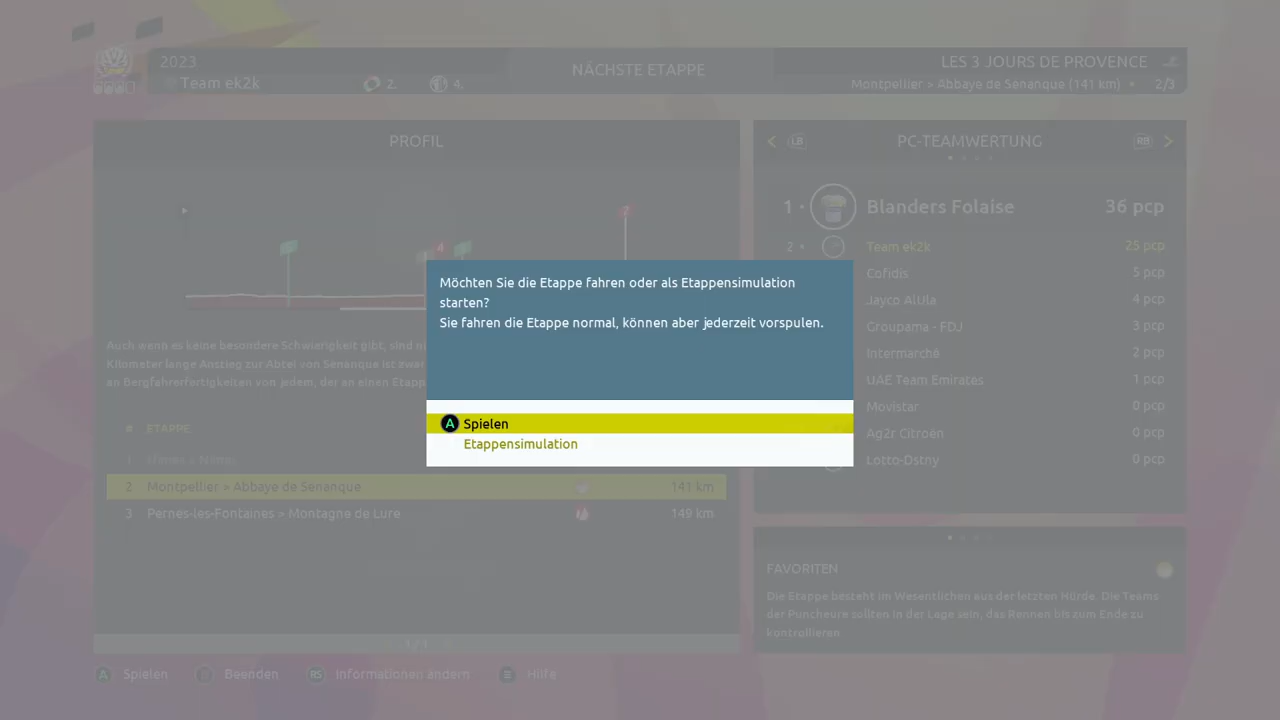 2023
Team ek2k
2.
4.
NÄCHSTE ETAPPE
LES 3 JOURS DE PROVENCE
Montpellier > Abbaye de Senanque (141 km) • 2/3
PROFIL
4
2
Auch wenn es keine besondere Schwierigkeit gibt, sind
Kilometer lange Anstieg zur Abtei von Senanque ist
an Bergfahrerfertigkeiten von jedem, der an einen
# ETAPPE
1 Nîmes > Nîmes
2 Montpellier > Abbaye de Senanque 141 km
3 Pernes-les-Fontaines > Montagne de Lure 149 km
1 / 1
LB PC-TEAMWERTUNG RB
1 • Blanders Folaise 36 pcp
2 • Team ek2k 25 pcp
Cofidis 5 pcp
Jayco AlUla 4 pcp
Groupama - FDJ 3 pcp
Intermarché 2 pcp
UAE Team Emirates 1 pcp
Movistar 0 pcp
Ag2r Citroën 0 pcp
Lotto-Dstny 0 pcp
FAVORITEN
Die Etappe besteht im Wesentlichen aus der letzten Hürde. Die Teams
der Puncheure sollten in der Lage sein, das Rennen bis zum Ende zu
kontrollieren
Möchten Sie die Etappe fahren oder als Etappensimulation
starten?
Sie fahren die Etappe normal, können aber jederzeit vorspulen.
A Spielen
Etappensimulation
A Spielen Beenden RS Informationen ändern Hilfe